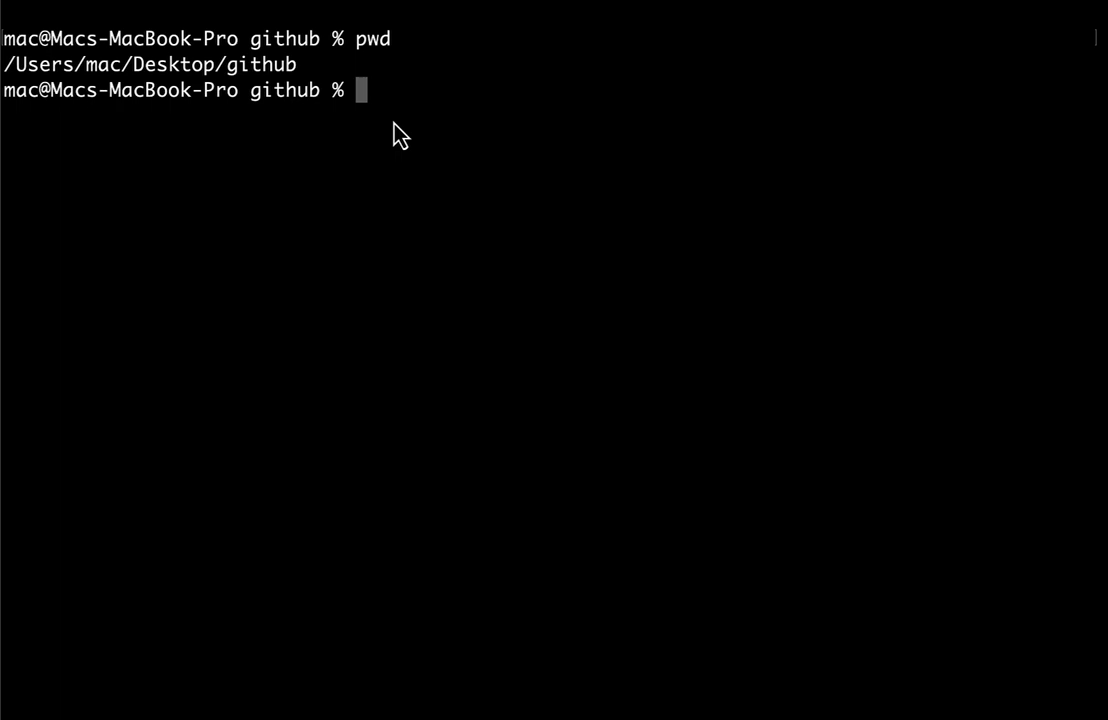 mac@Macs-MacBook-Pro github % pwd
/Users/mac/Desktop/github
mac@Macs-MacBook-Pro github %